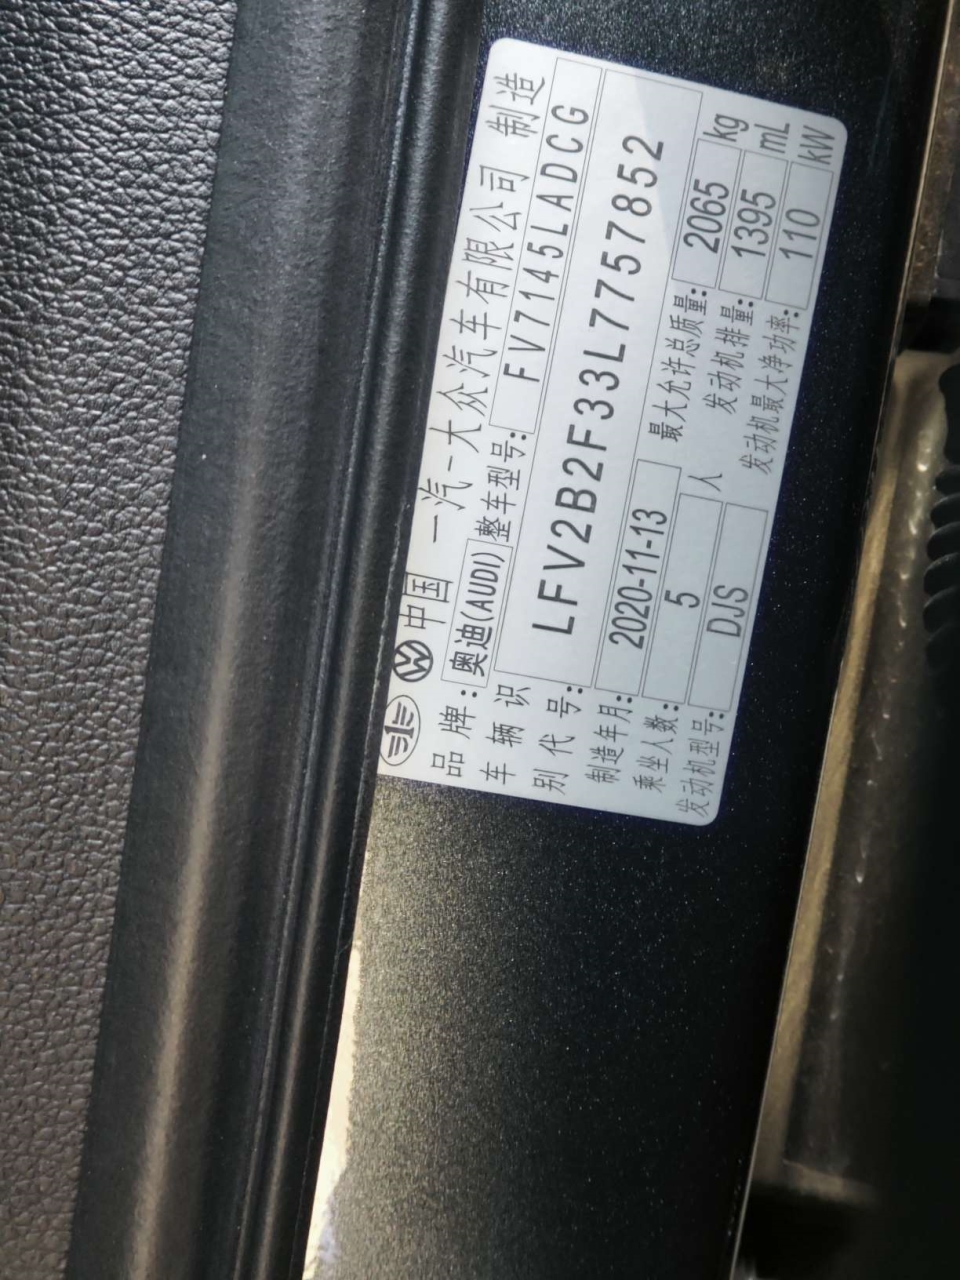 中国 一汽-大众汽车有限公司 制造
品牌: 奥迪(AUDI) 整车型号: FV7145LADCG
车辆识
别代号: LFV2B2F33L7757852
制造年月: 2020-11-13 最大允许总质量: 2065 kg
乘坐人数: 5 人 发动机排量: 1395 mL
发动机型号: DJS 发动机最大净功率: 110 kW